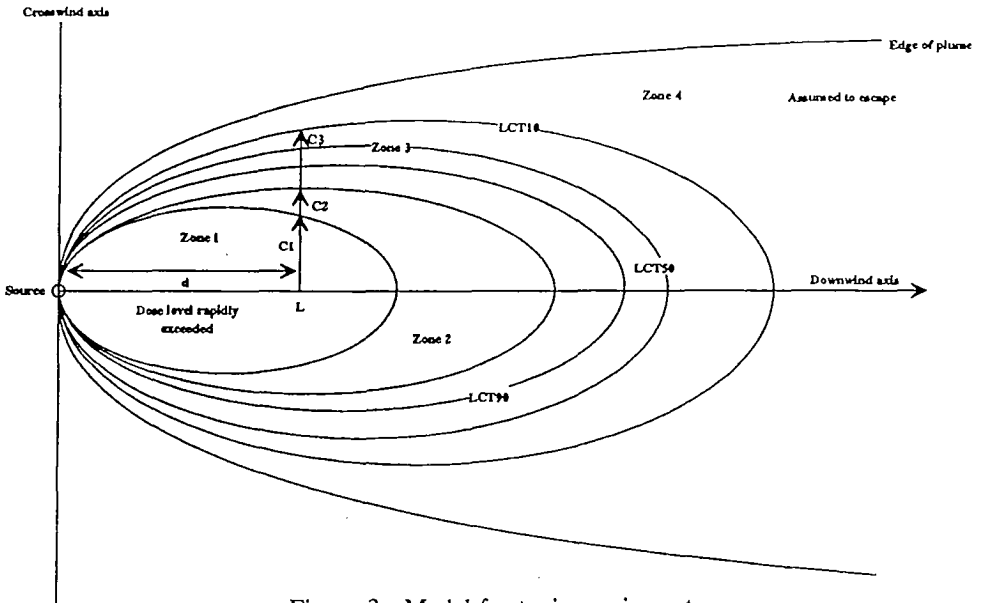 Crosswind axis
Edge of plume
Zone 4
Assumed to escape
LCT10
C3
Zone 3
C2
Zone 1
C1
LCT50
d
Downwind axis
Source
L
Dose level rapidly
exceeded
Zone 2
LCT90